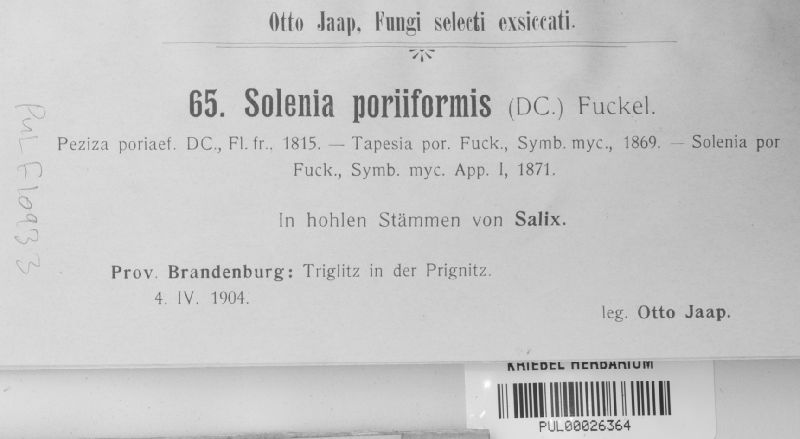 Otto Jaap, Fungi selecti exsiccati.
65. Solenia poriiformis (DC.) Fuckel.
Peziza poriaef. DC., Fl. fr., 1815. — Tapesia por. Fuck., Symb. myc., 1869. — Solenia por
Fuck., Symb. myc. App. I, 1871.
In hohlen Stämmen von Salix.
Prov. Brandenburg: Triglitz in der Prignitz.
4. IV. 1904.
leg. Otto Jaap.
PUL F10933
KRIEBEL HERBARIUM
PUL00026364